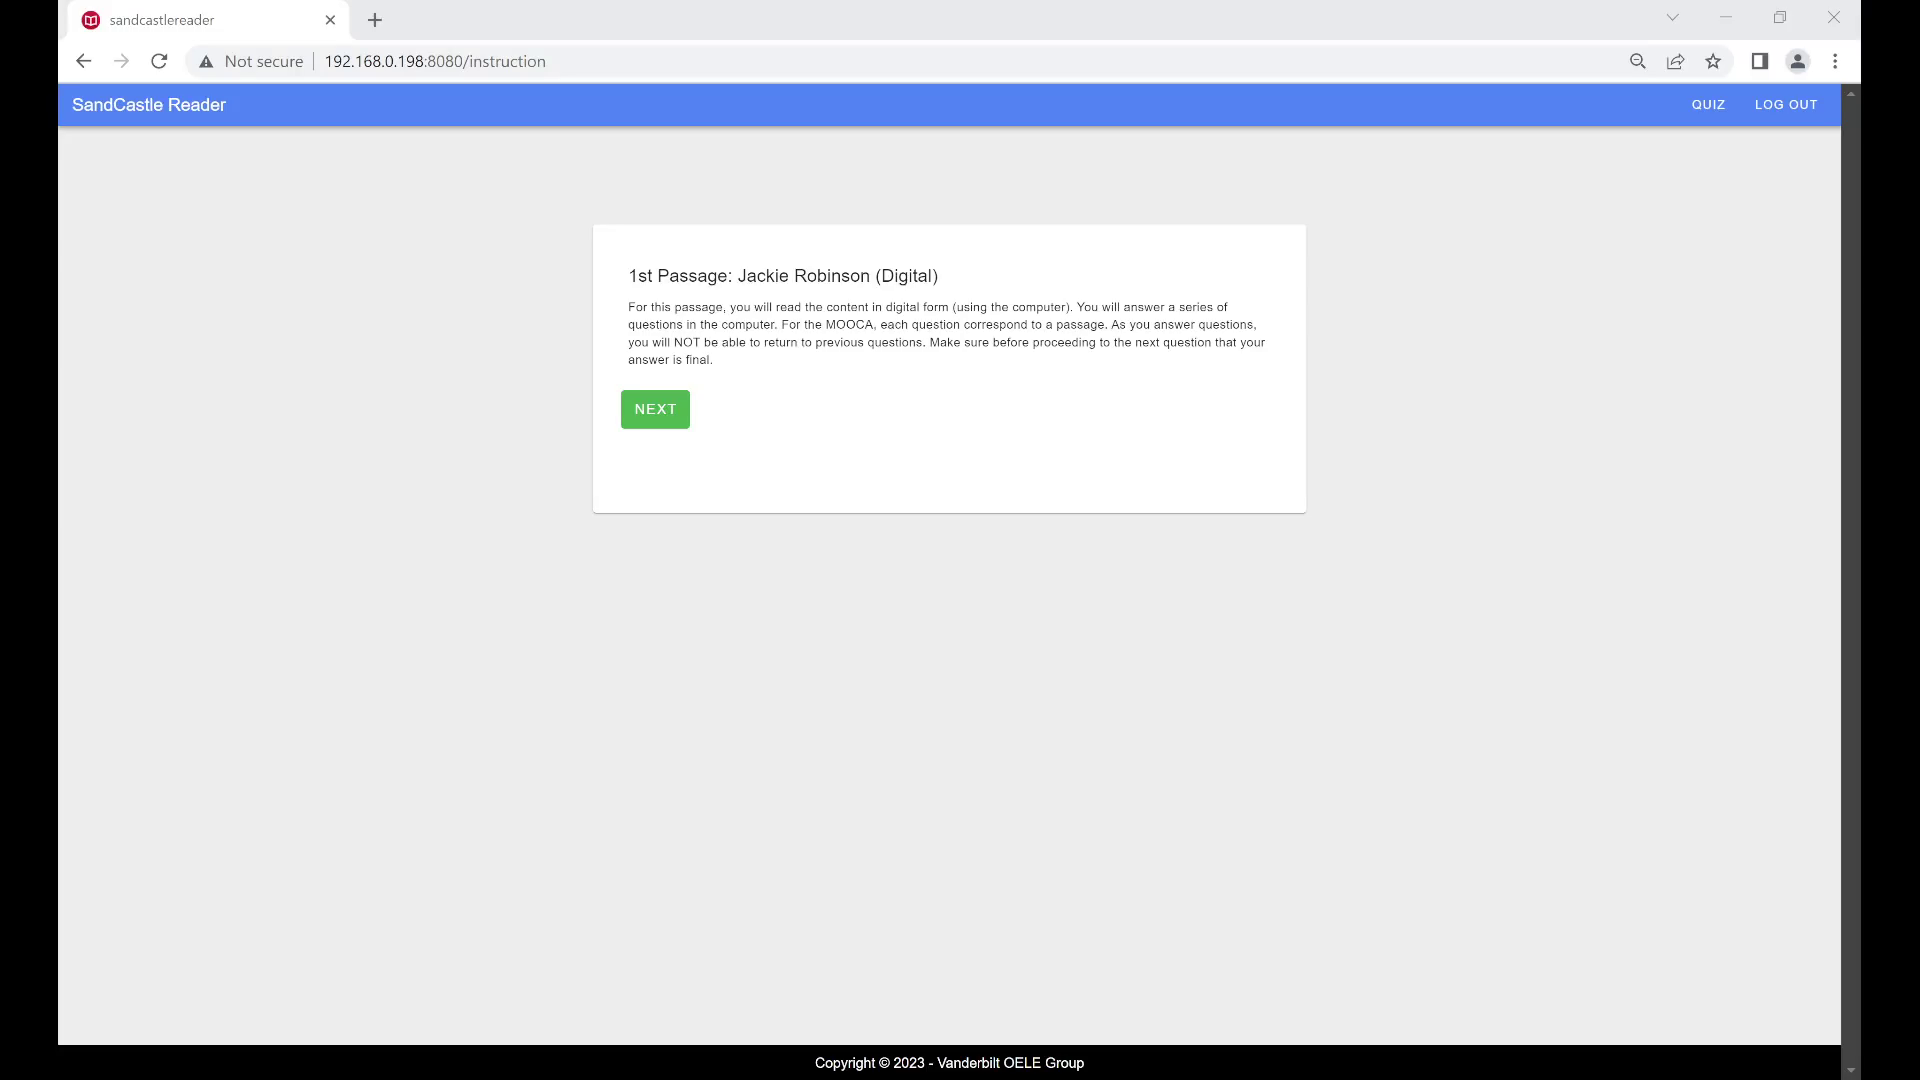 sandcastlereader
Not secure 192.168.0.198:8080/instruction
SandCastle Reader QUIZ LOG OUT
1st Passage: Jackie Robinson (Digital)
For this passage, you will read the content in digital form (using the computer). You will answer a series of
questions in the computer. For the MOOCA, each question correspond to a passage. As you answer questions,
you will NOT be able to return to previous questions. Make sure before proceeding to the next question that your
answer is final.
NEXT
Copyright © 2023 - Vanderbilt OELE Group